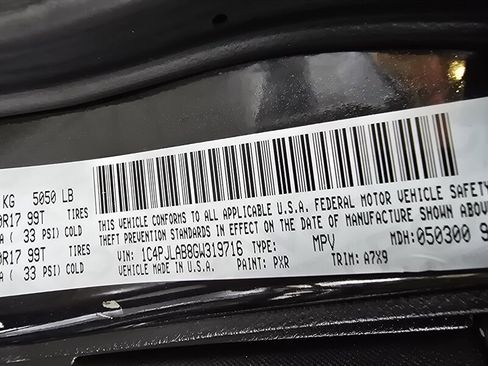 KG 5050 LB
R17 99T TIRES
( 33 PSI) COLD
R17 99T TIRES
( 33 PSI) COLD
THIS VEHICLE CONFORMS TO ALL APPLICABLE U.S.A. FEDERAL MOTOR VEHICLE SAFETY
THEFT PREVENTION STANDARDS IN EFFECT ON THE DATE OF MANUFACTURE SHOWN
VIN: 1C4PJLAB8GW319716 TYPE: MPV MDH: 050300
VEHICLE MADE IN U.S.A. PAINT: PXR TRIM: A7X9